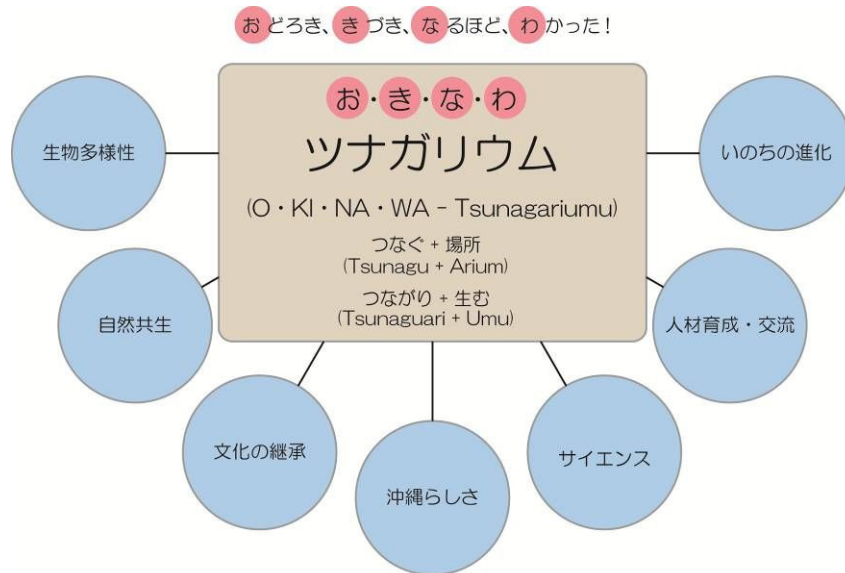 おどろき、きづき、なるほど、わかった!
お・き・な・わ
ツナガリウム
(O・KI・NA・WA - Tsunagariumu)
つなぐ + 場所
(Tsunagu + Arium)
つながり + 生む
(Tsunaguari + Umu)
生物多様性
いのちの進化
自然共生
人材育成・交流
文化の継承
サイエンス
沖縄らしさ